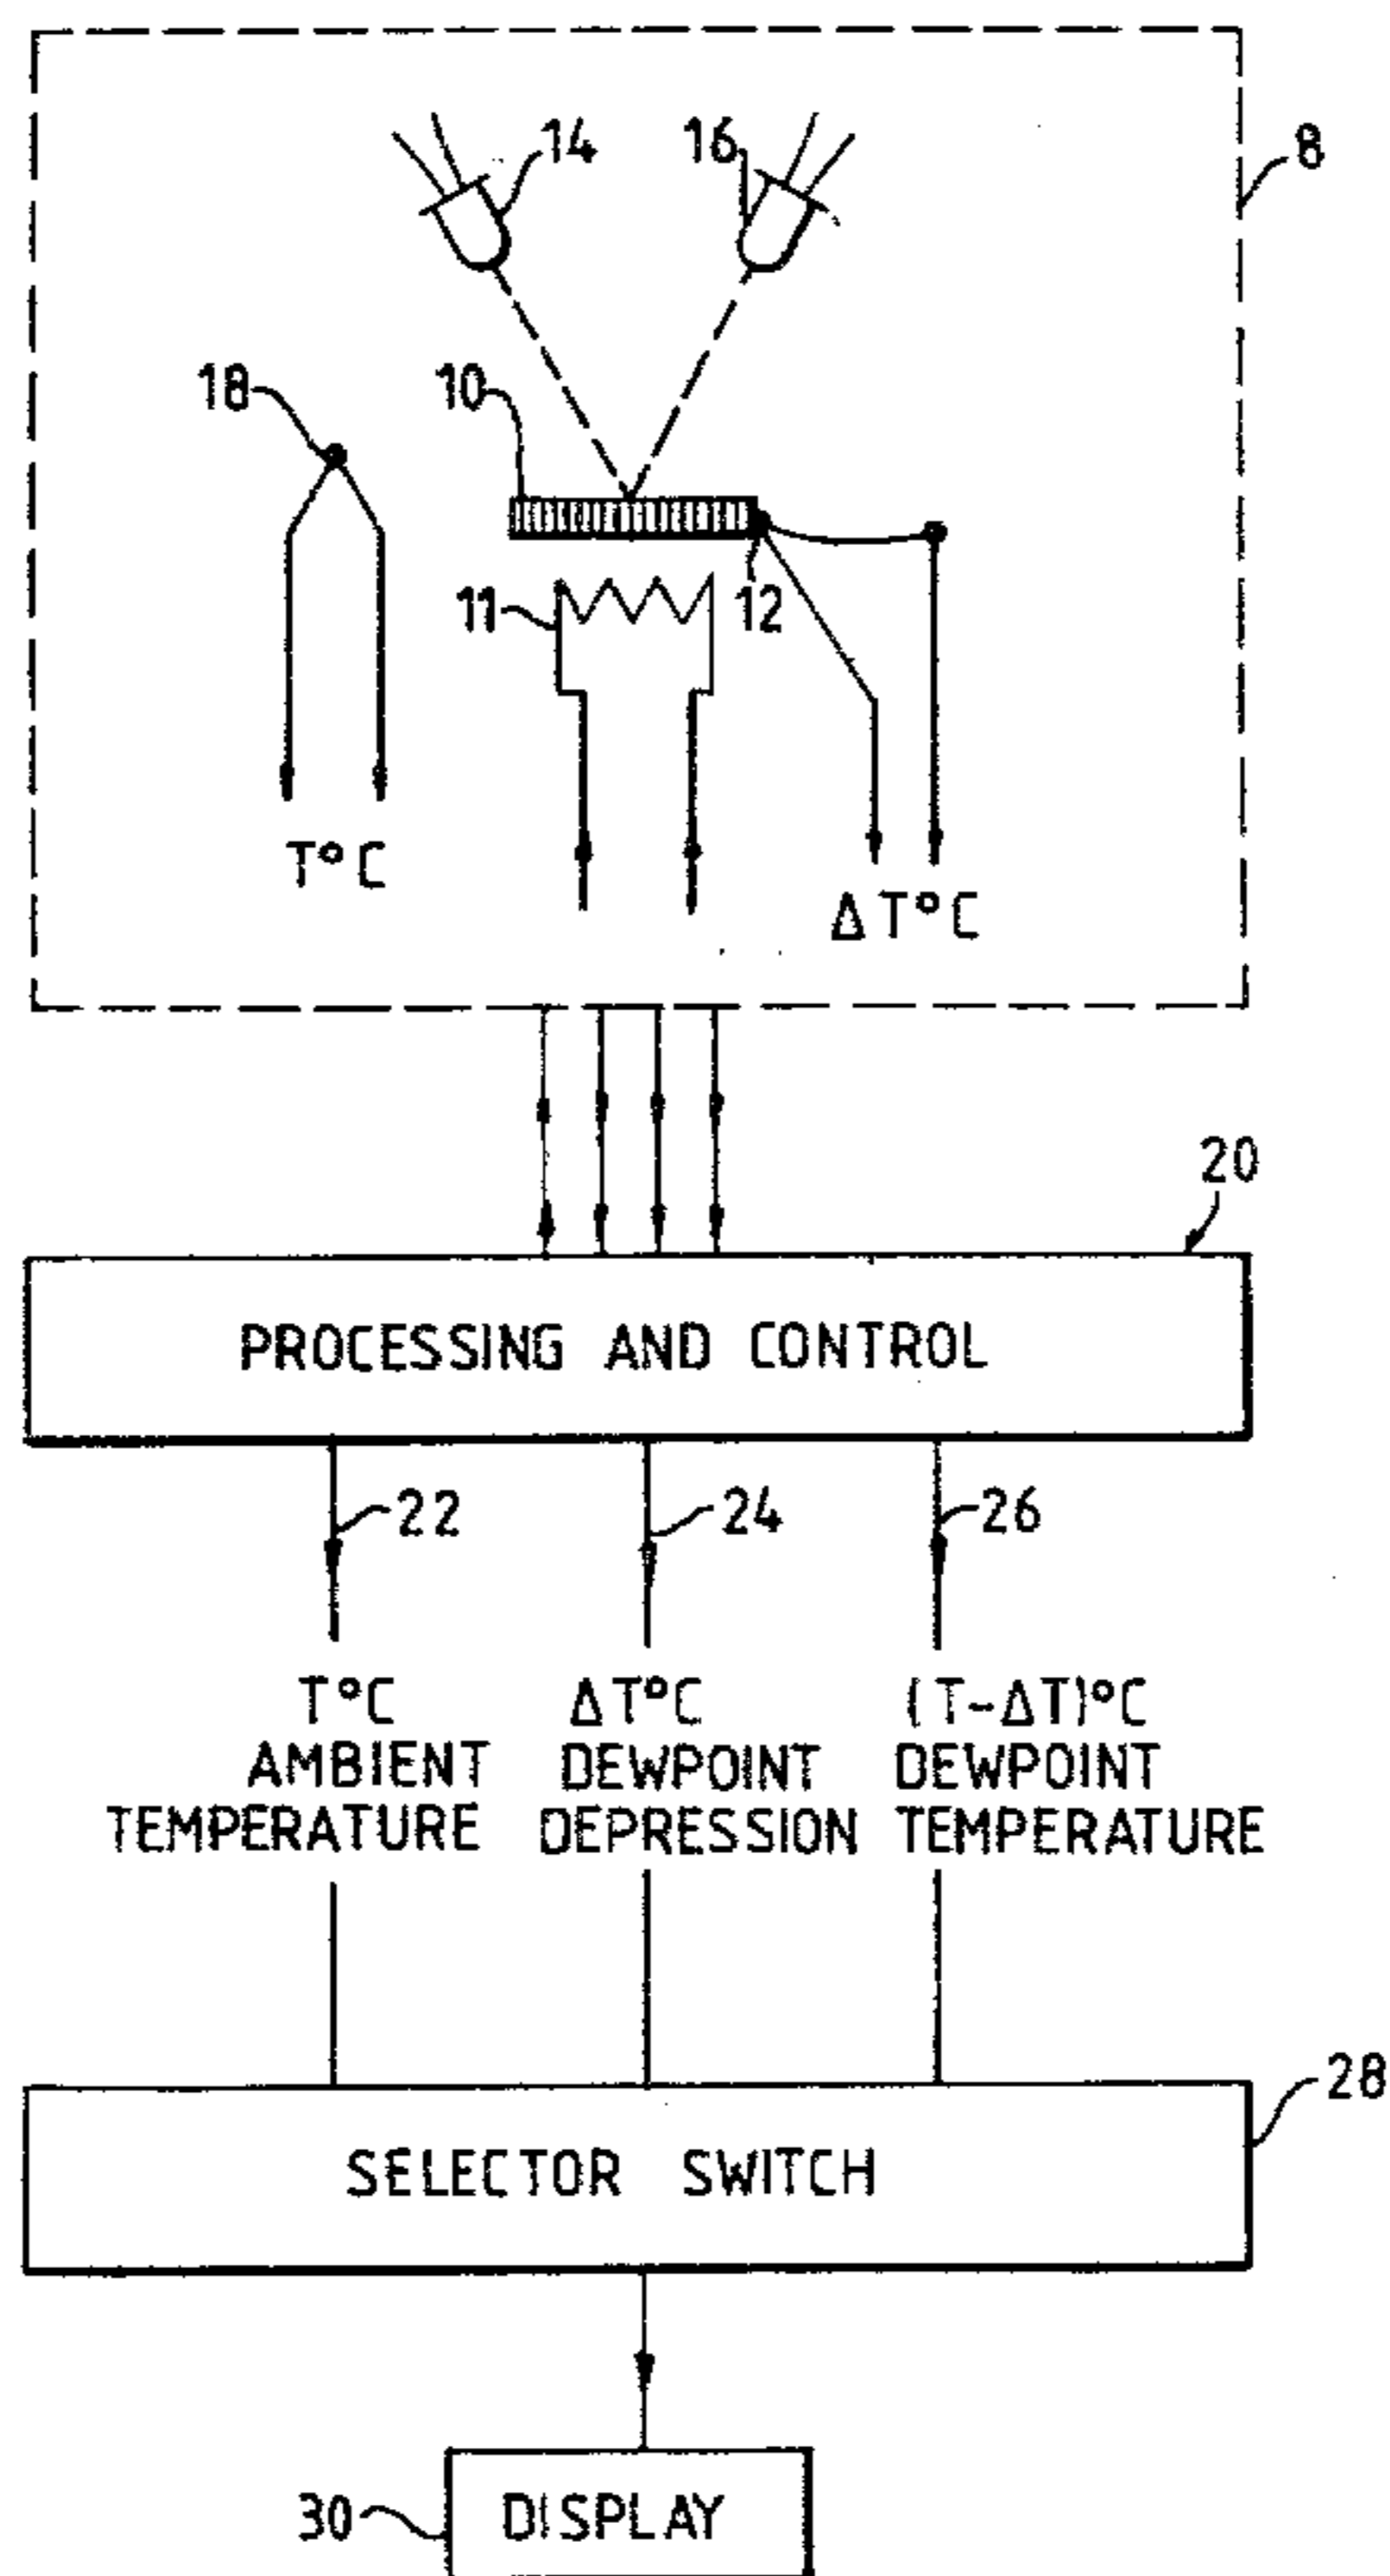 14 16 8
18 10
11 12
T°C
ΔT°C
20
PROCESSING AND CONTROL
22 24 26
T°C ΔT°C (T-ΔT)°C
AMBIENT DEWPOINT DEWPOINT
TEMPERATURE DEPRESSION TEMPERATURE
28
SELECTOR SWITCH
30 DISPLAY